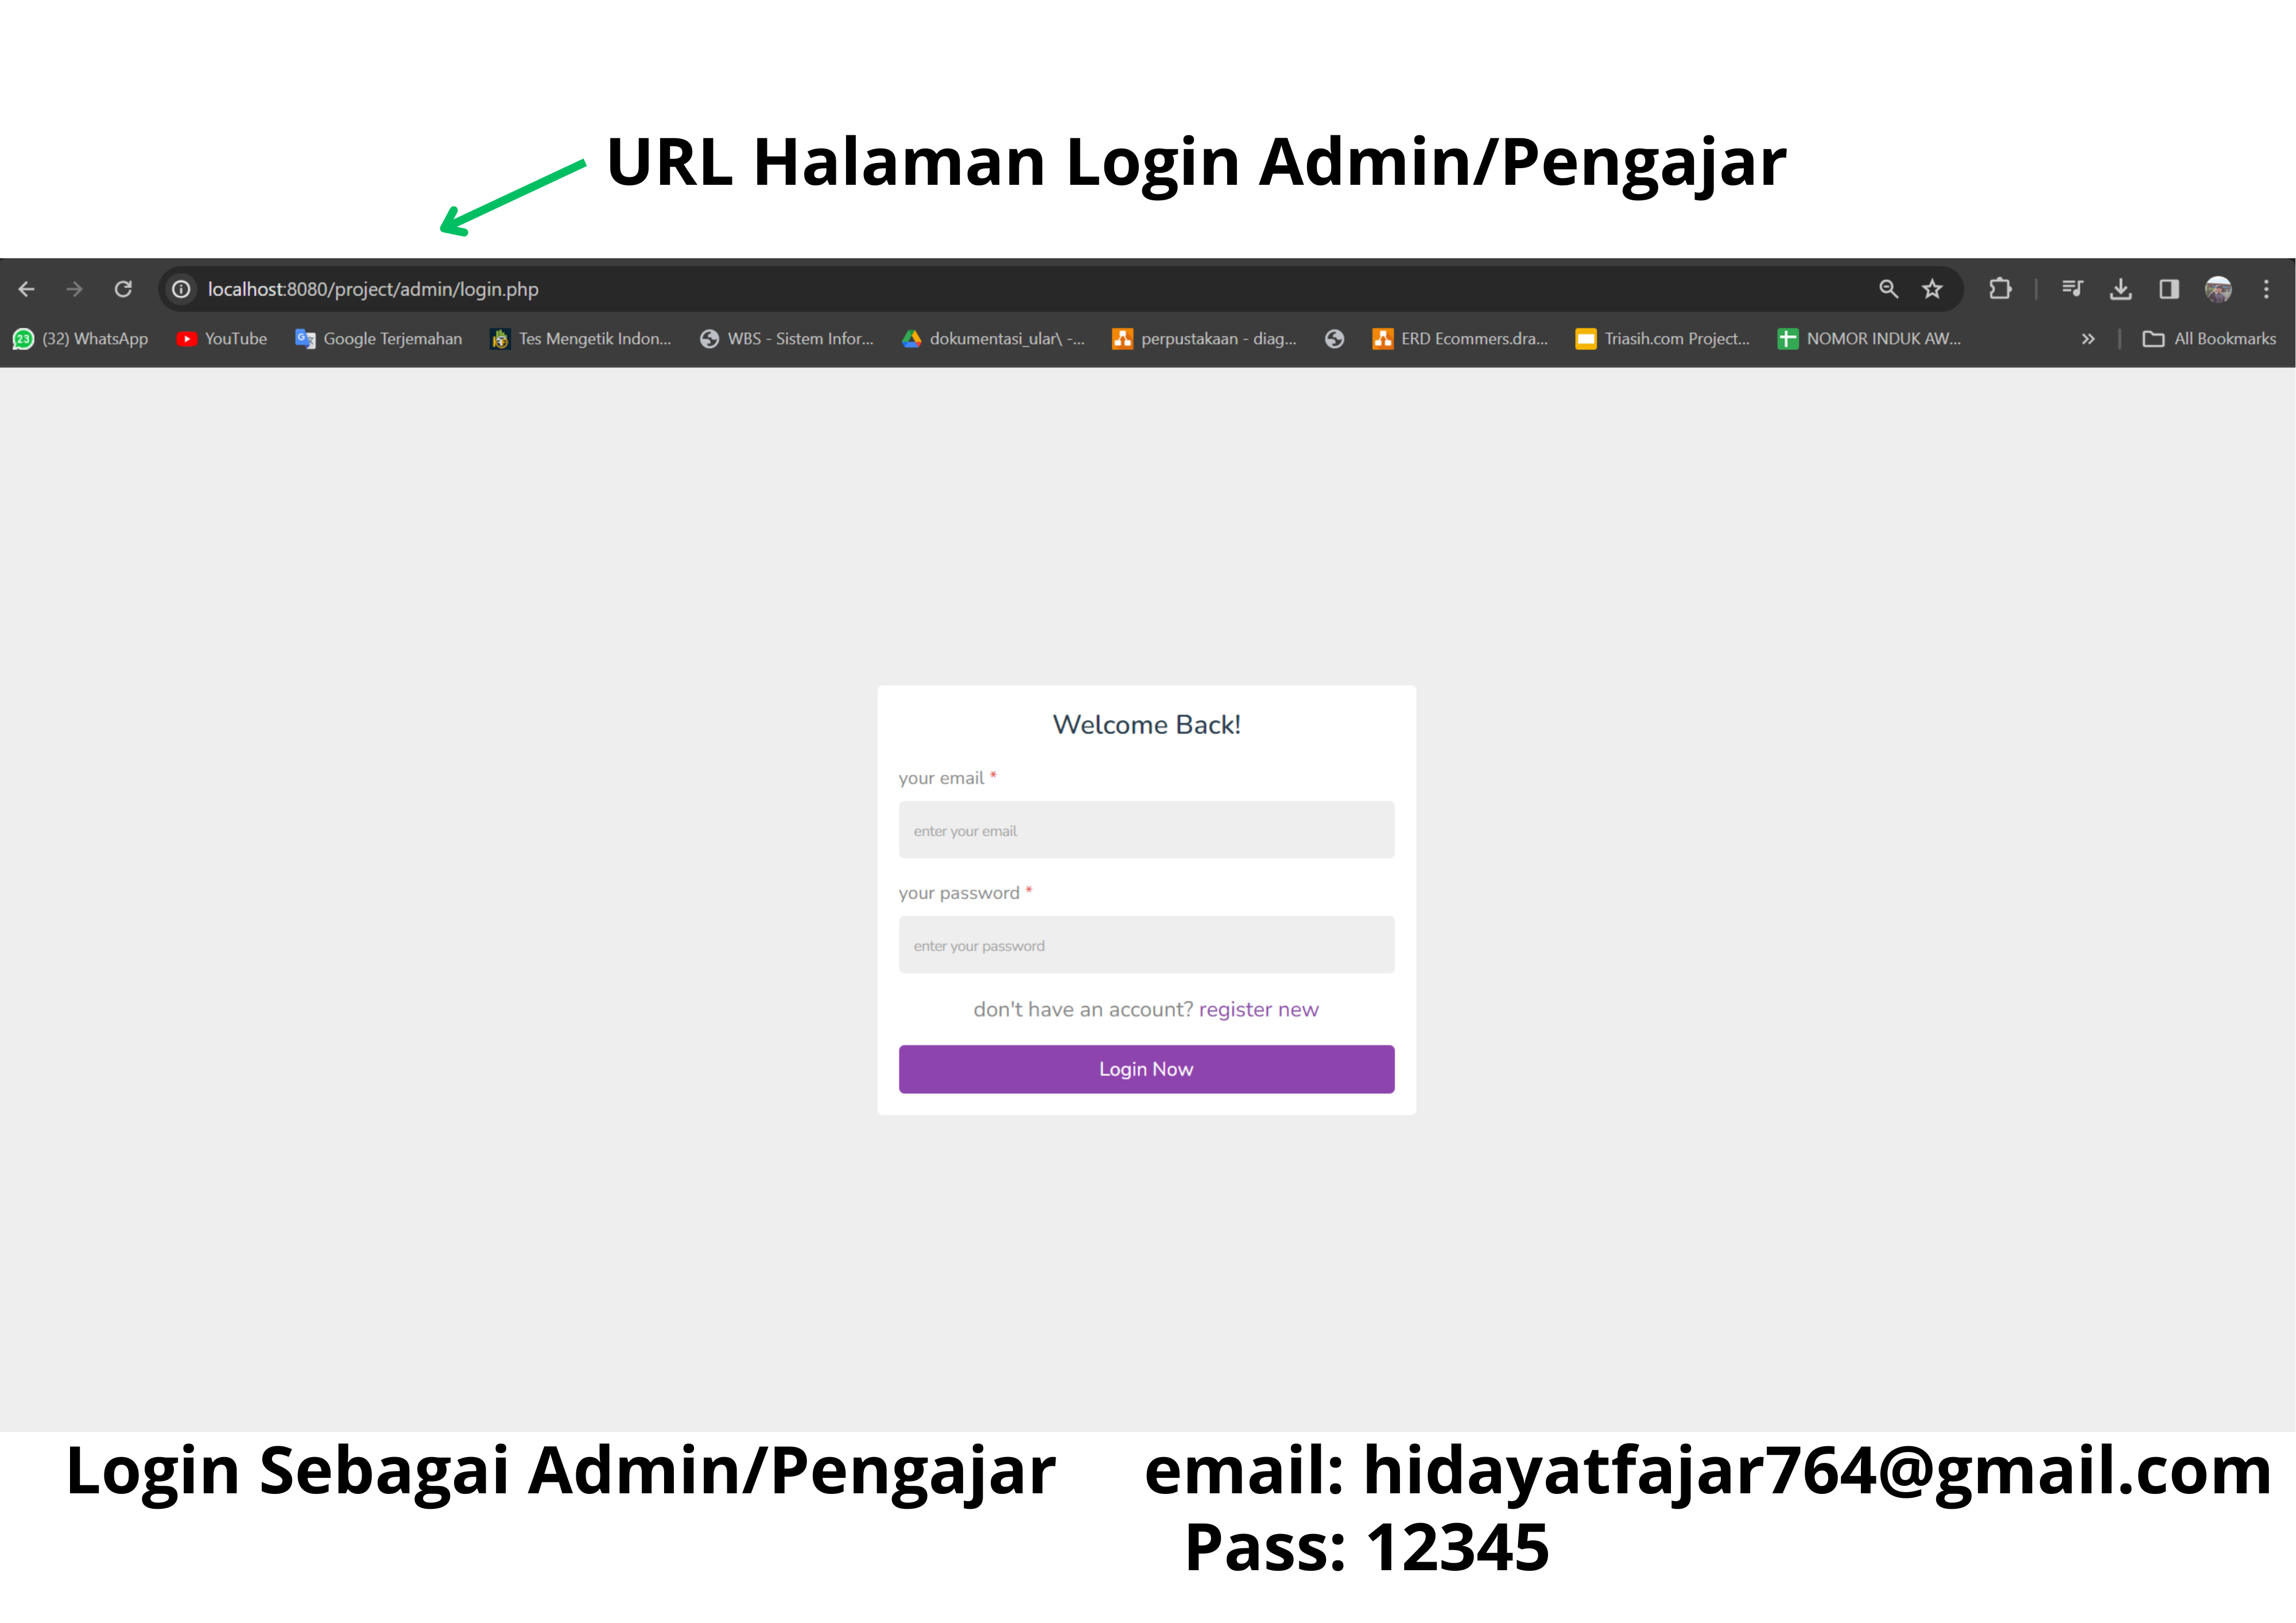 URL Halaman Login Admin/Pengajar
localhost:8080/project/admin/login.php
(32) WhatsApp YouTube Google Terjemahan Tes Mengetik Indon... WBS - Sistem Infor... dokumentasi_ular\ -... perpustakaan - diag... ERD Ecommers.dra... Triasih.com Project... NOMOR INDUK AW... » All Bookmarks
Welcome Back!
your email *
enter your email
your password *
enter your password
don't have an account? register new
Login Now
Login Sebagai Admin/Pengajar email: hidayatfajar764@gmail.com
Pass: 12345